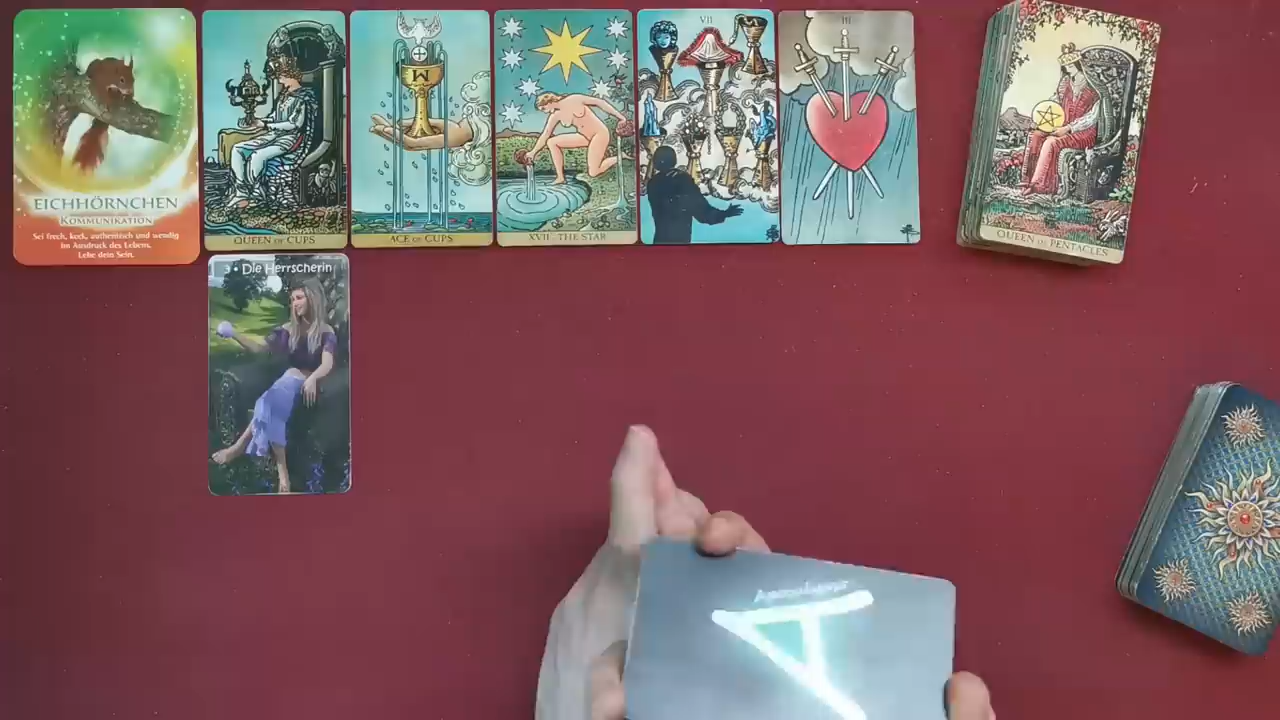 EICHHÖRNCHEN
KOMMUNIKATION
Sei frech, keck, authentisch und wendig
im Ausdruck des Lebens.
Lebe dein Sein.
QUEEN OF CUPS
ACE OF CUPS
XVII · THE STAR
VII
III
QUEEN OF PENTACLES
3 • Die Herrscherin